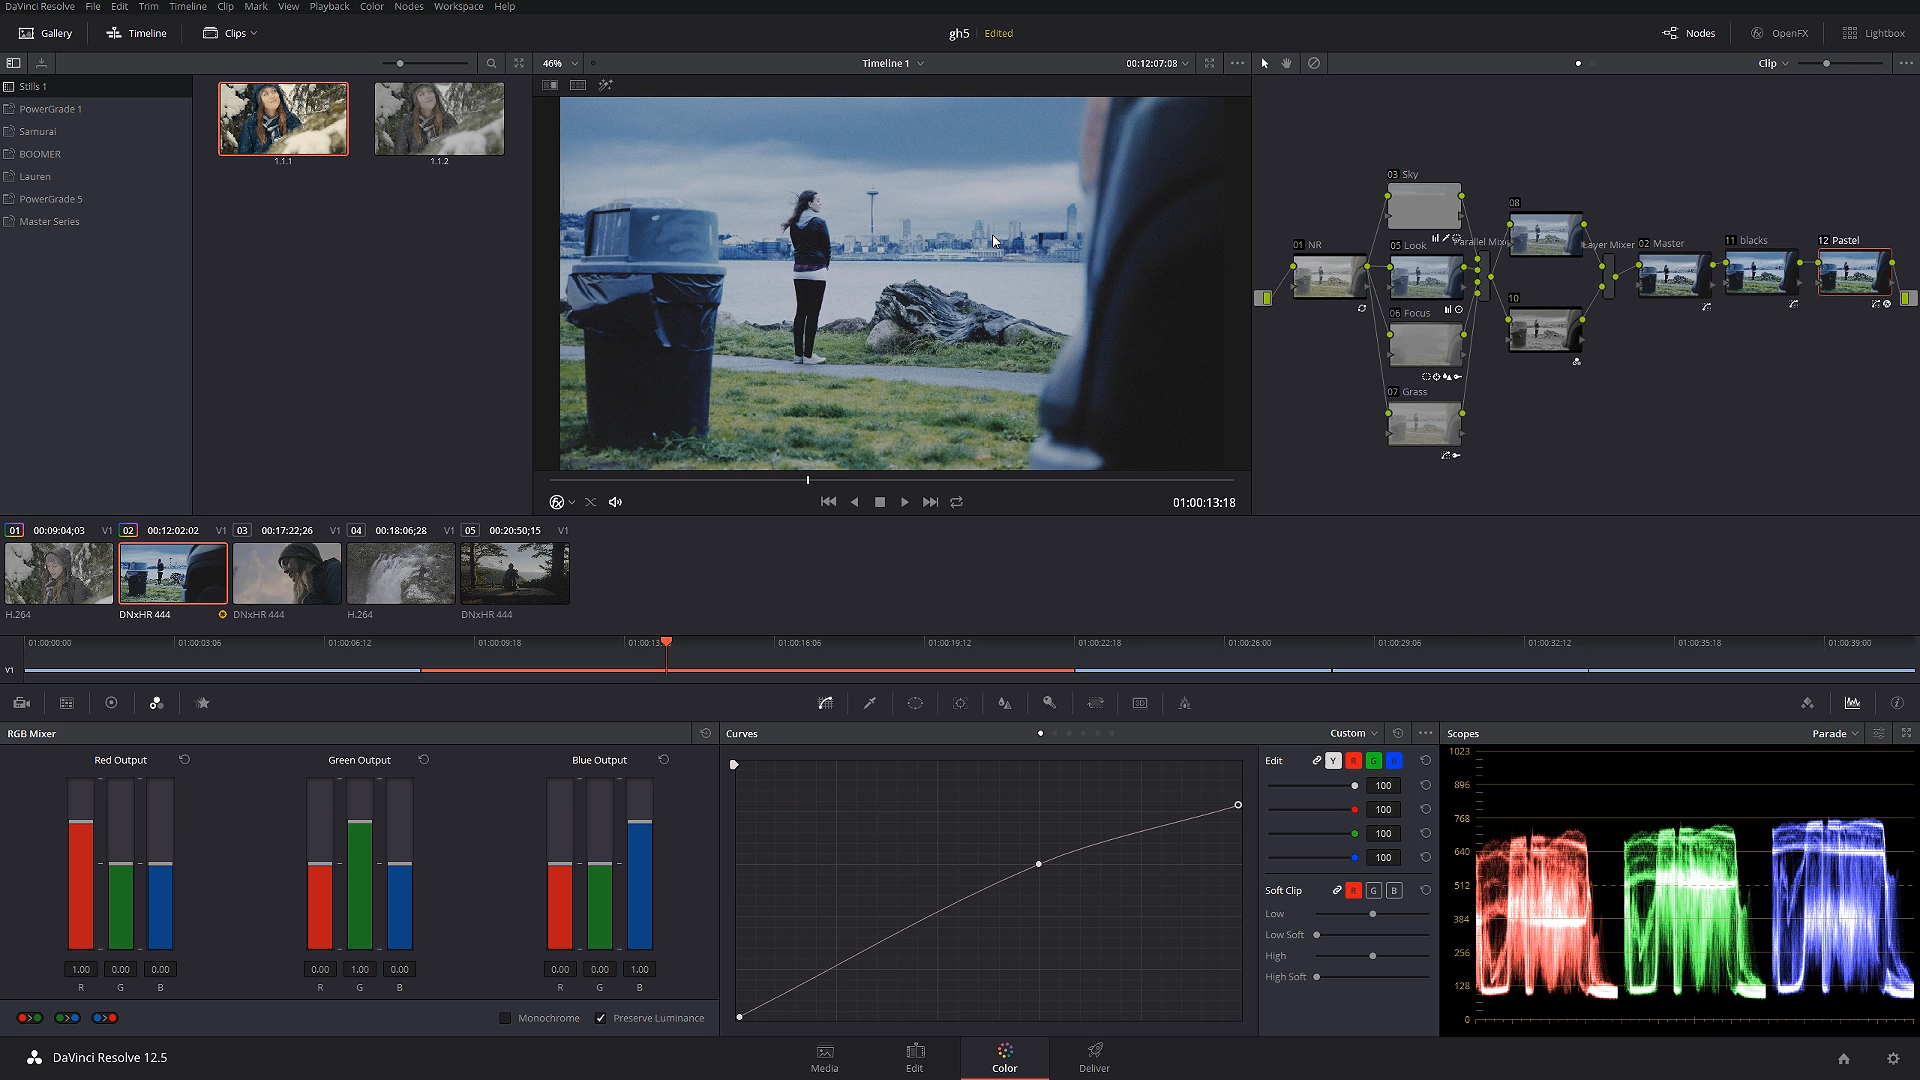 DaVinci Resolve File Edit Trim Timeline Clip Mark View Playback Color Nodes Workspace Help
Gallery Timeline Clips gh5 Edited Nodes OpenFX Lightbox
46% Timeline 1 00:12:07:08 Clip
Stills 1
PowerGrade 1
Samurai
BOOMER
Lauren
PowerGrade 5
Master Series
1.1.1 1.1.2
03 Sky
08
01 NR 05 Look Parallel Mix Layer Mixer 02 Master 11 blacks 12 Pastel
10
06 Focus
07 Grass
01:00:13:18
01 00:09:04;03 V1 02 00:12:02:02 V1 03 00:17:22;26 V1 04 00:18:06;28 V1 05 00:20:50;15 V1
H.264 DNxHR 444 DNxHR 444 H.264 DNxHR 444
01:00:00:00 01:00:03:06 01:00:06:12 01:00:09:18 01:00:13: 01:00:16:06 01:00:19:12 01:00:22:18 01:00:26:00 01:00:29:06 01:00:32:12 01:00:35:18 01:00:39:00
V1
3D
RGB Mixer Curves Custom Scopes Parade
Red Output Green Output Blue Output
1.00 0.00 0.00 0.00 1.00 0.00 0.00 0.00 1.00
R G B R G B R G B
Monochrome Preserve Luminance
Edit Y R G B
100
100
100
100
Soft Clip R G B
Low
Low Soft
High
High Soft
1023
896
768
640
512
384
256
128
0
DaVinci Resolve 12.5
Media Edit Color Deliver